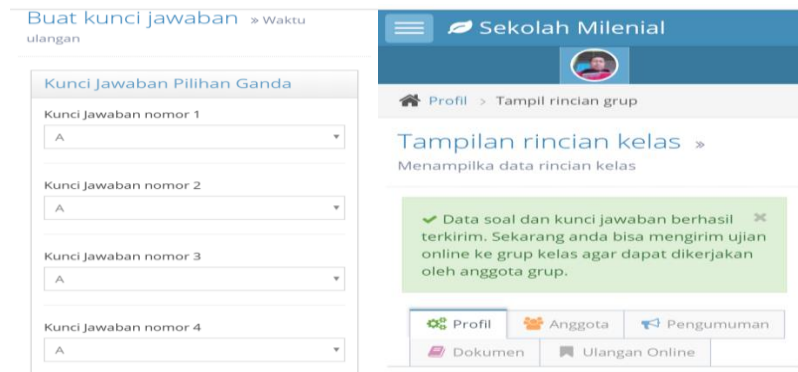 Buat kunci jawaban » Waktu
ulangan
Kunci Jawaban Pilihan Ganda
Kunci Jawaban nomor 1
A
Kunci Jawaban nomor 2
A
Kunci Jawaban nomor 3
A
Kunci Jawaban nomor 4
A
Sekolah Milenial
Profil > Tampil rincian grup
Tampilan rincian kelas »
Menampilka data rincian kelas
✔ Data soal dan kunci jawaban berhasil ×
terkirim. Sekarang anda bisa mengirim ujian
online ke grup kelas agar dapat dikerjakan
oleh anggota grup.
Profil Anggota Pengumuman
Dokumen Ulangan Online